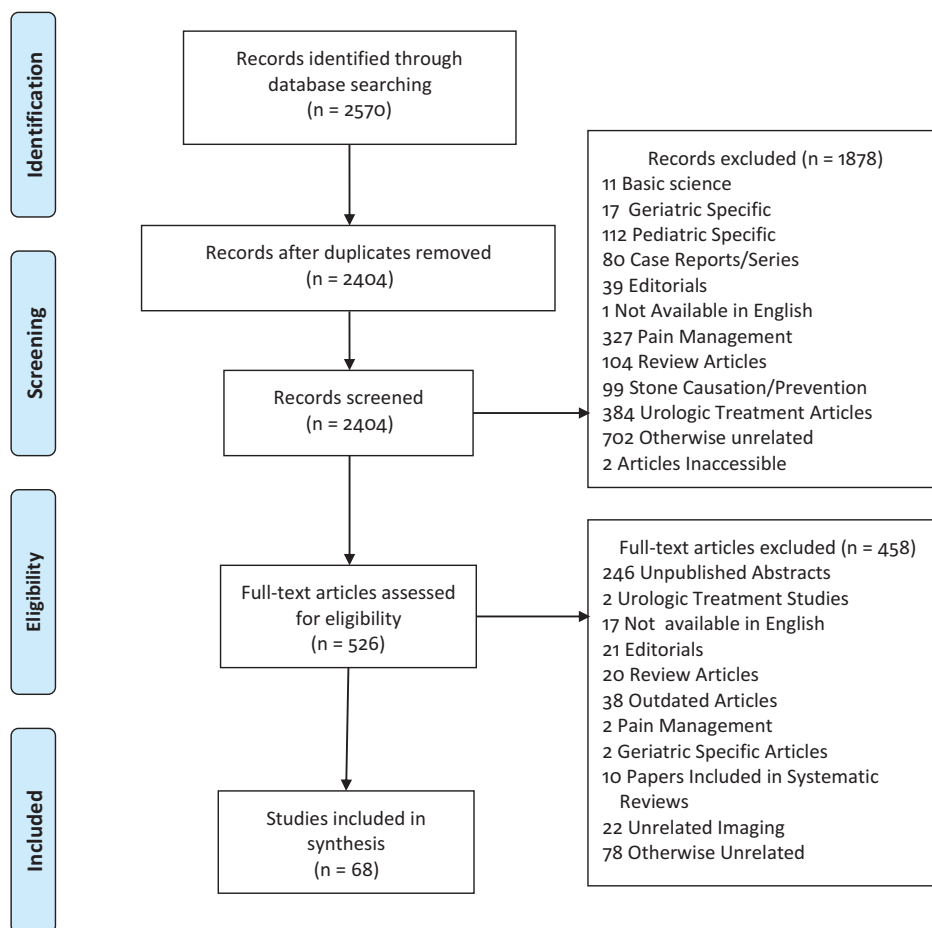 Identification
Records identified through
database searching
(n = 2570)
Records after duplicates removed
(n = 2404)
Screening
Records screened
(n = 2404)
Records excluded (n = 1878)
11 Basic science
17 Geriatric Specific
112 Pediatric Specific
80 Case Reports/Series
39 Editorials
1 Not Available in English
327 Pain Management
104 Review Articles
99 Stone Causation/Prevention
384 Urologic Treatment Articles
702 Otherwise unrelated
2 Articles Inaccessible
Eligibility
Full-text articles assessed
for eligibility
(n = 526)
Full-text articles excluded (n = 458)
246 Unpublished Abstracts
2 Urologic Treatment Studies
17 Not available in English
21 Editorials
20 Review Articles
38 Outdated Articles
2 Pain Management
2 Geriatric Specific Articles
10 Papers Included in Systematic
Reviews
22 Unrelated Imaging
78 Otherwise Unrelated
Included
Studies included in
synthesis
(n = 68)